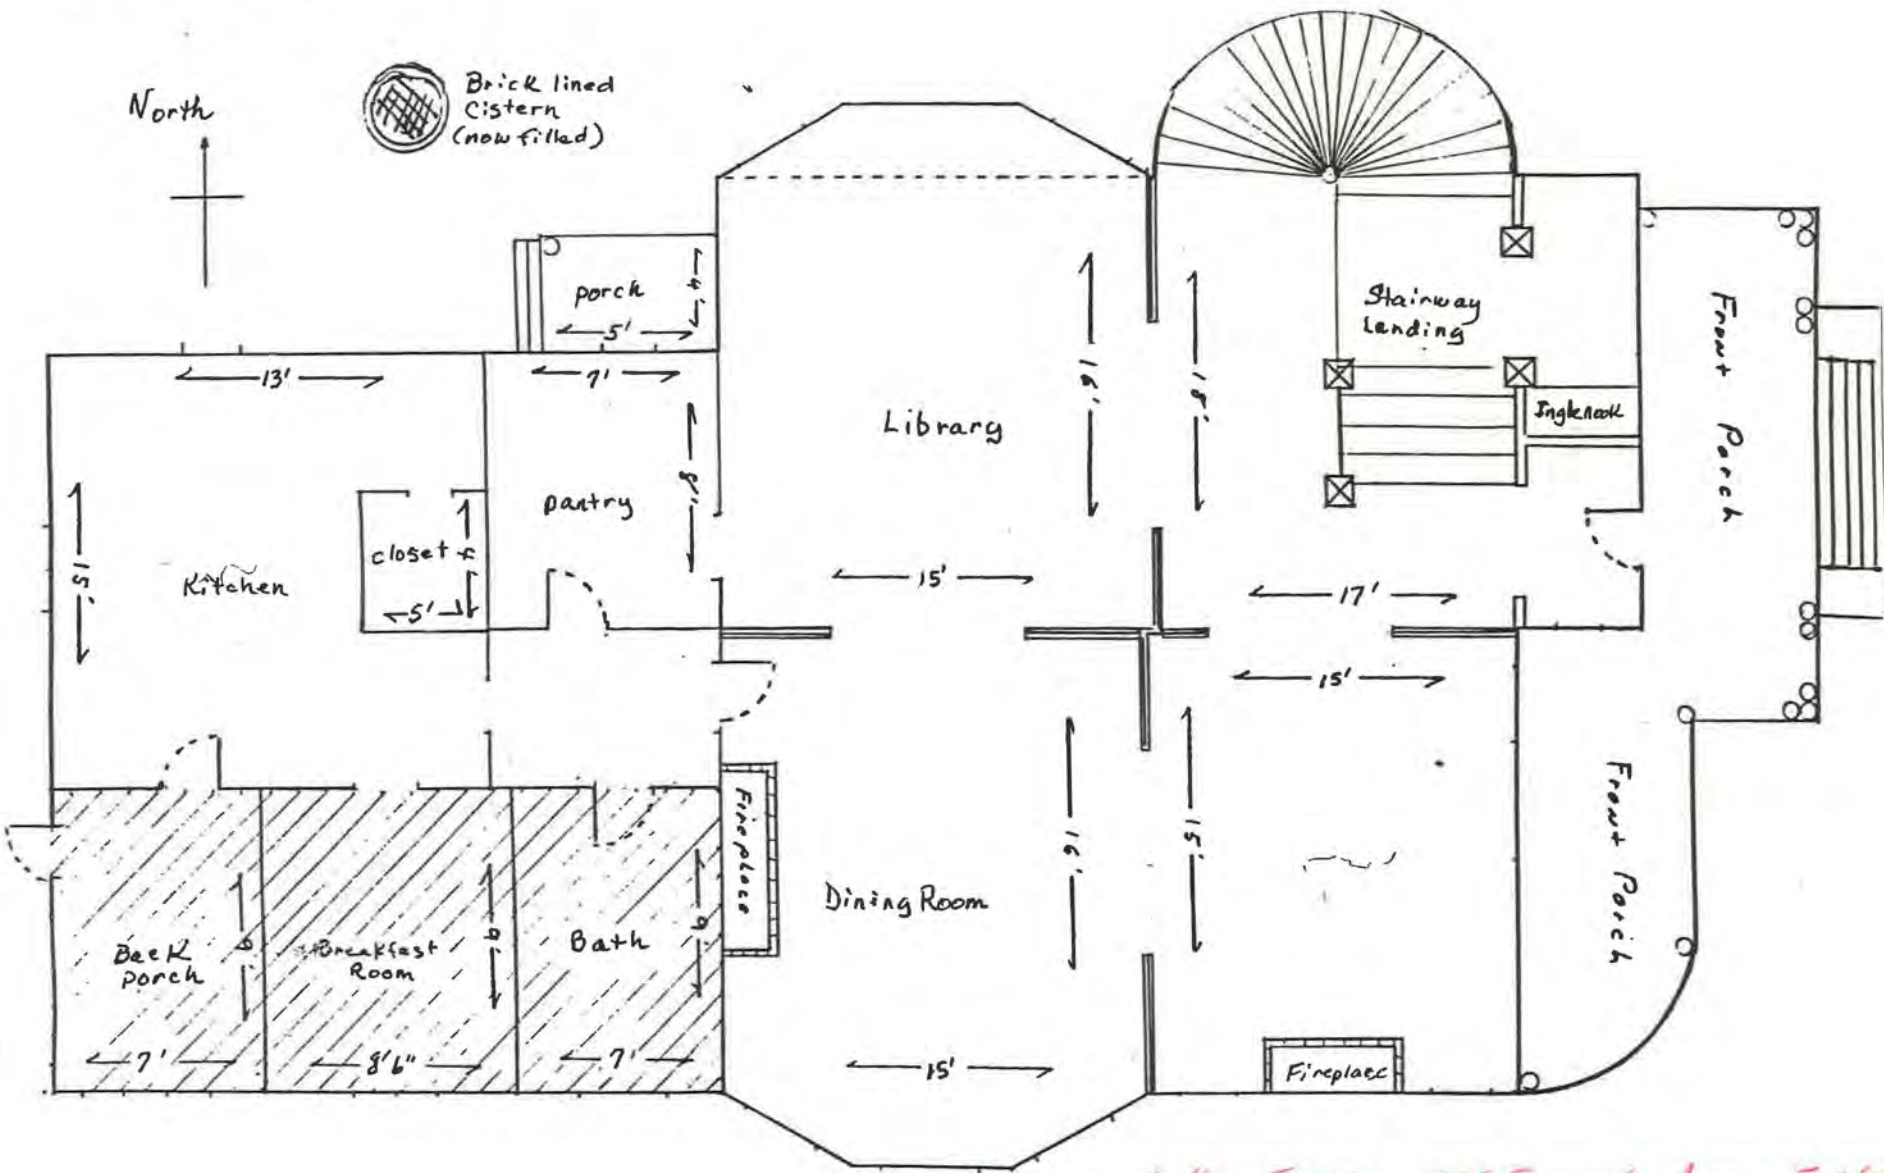 North
Brick lined
Cistern
(now filled)
porch
4'
5'
13'
7'
Library
16'
18'
Stairway
Landing
Inglenook
Front Porch
pantry
8'
closet
4'
5'
Kitchen
15'
15'
17'
15'
Fireplace
Dining Room
16'
15'
Front Porch
Back
porch
9'
7'
Breakfast
Room
9'
8'6"
Bath
9'
7'
15'
Fireplace